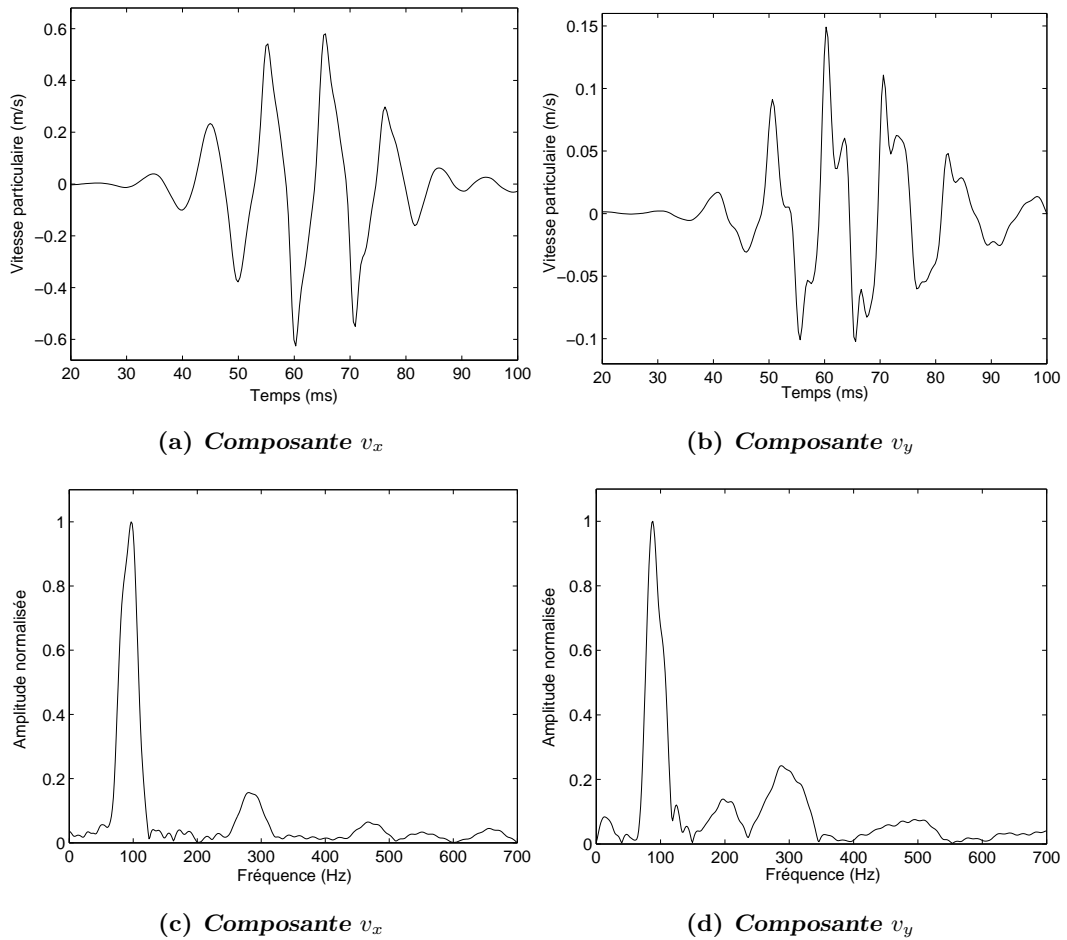 0.6
0.4
0.2
0
−0.2
−0.4
−0.6
Vitesse particulaire (m/s)
20 30 40 50 60 70 80 90 100
Temps (ms)
(a) Composante vx
0.15
0.1
0.05
0
−0.05
−0.1
Vitesse particulaire (m/s)
20 30 40 50 60 70 80 90 100
Temps (ms)
(b) Composante vy
1
0.8
0.6
0.4
0.2
0
Amplitude normalisée
0 100 200 300 400 500 600 700
Fréquence (Hz)
(c) Composante vx
1
0.8
0.6
0.4
0.2
0
Amplitude normalisée
0 100 200 300 400 500 600 700
Fréquence (Hz)
(d) Composante vy